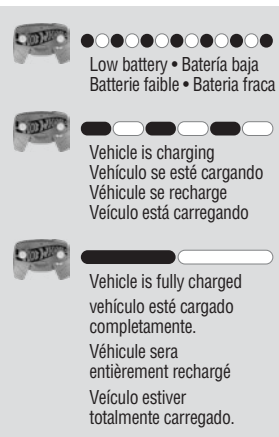 Low battery • Batería baja
Batterie faible • Bateria fraca
Vehicle is charging
Vehículo se esté cargando
Véhicule se recharge
Veículo está carregando
Vehicle is fully charged
vehículo esté cargado
completamente.
Véhicule sera
entièrement rechargé
Veículo estiver
totalmente carregado.